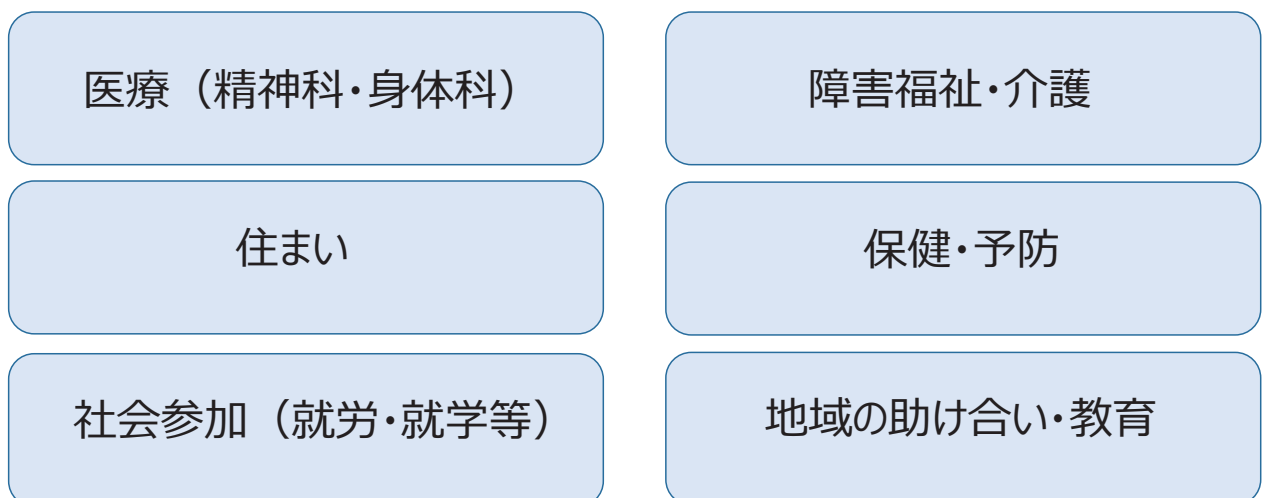 医療（精神科・身体科）
障害福祉・介護
住まい
保健・予防
社会参加（就労・就学等）
地域の助け合い・教育